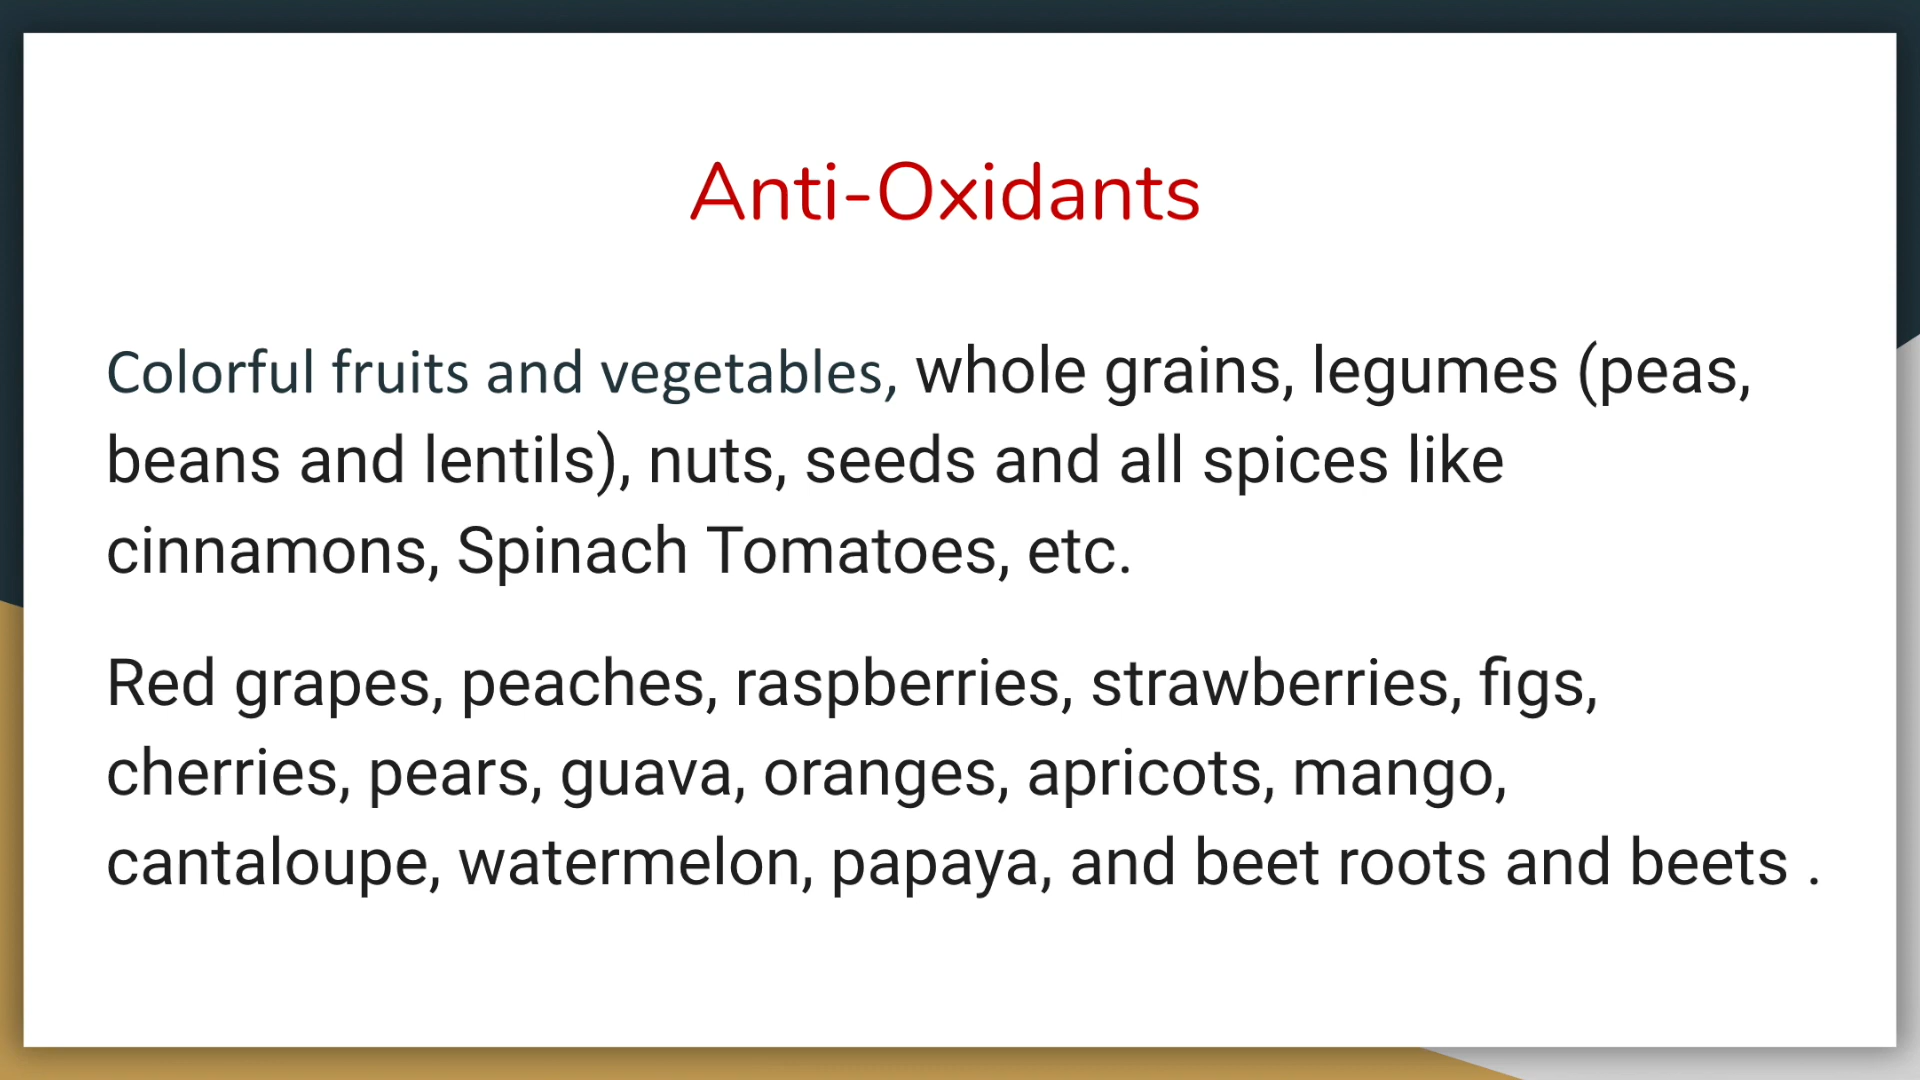 Anti-Oxidants
Colorful fruits and vegetables, whole grains, legumes (peas,
beans and lentils), nuts, seeds and all spices like
cinnamons, Spinach Tomatoes, etc.
Red grapes, peaches, raspberries, strawberries, figs,
cherries, pears, guava, oranges, apricots, mango,
cantaloupe, watermelon, papaya, and beet roots and beets .